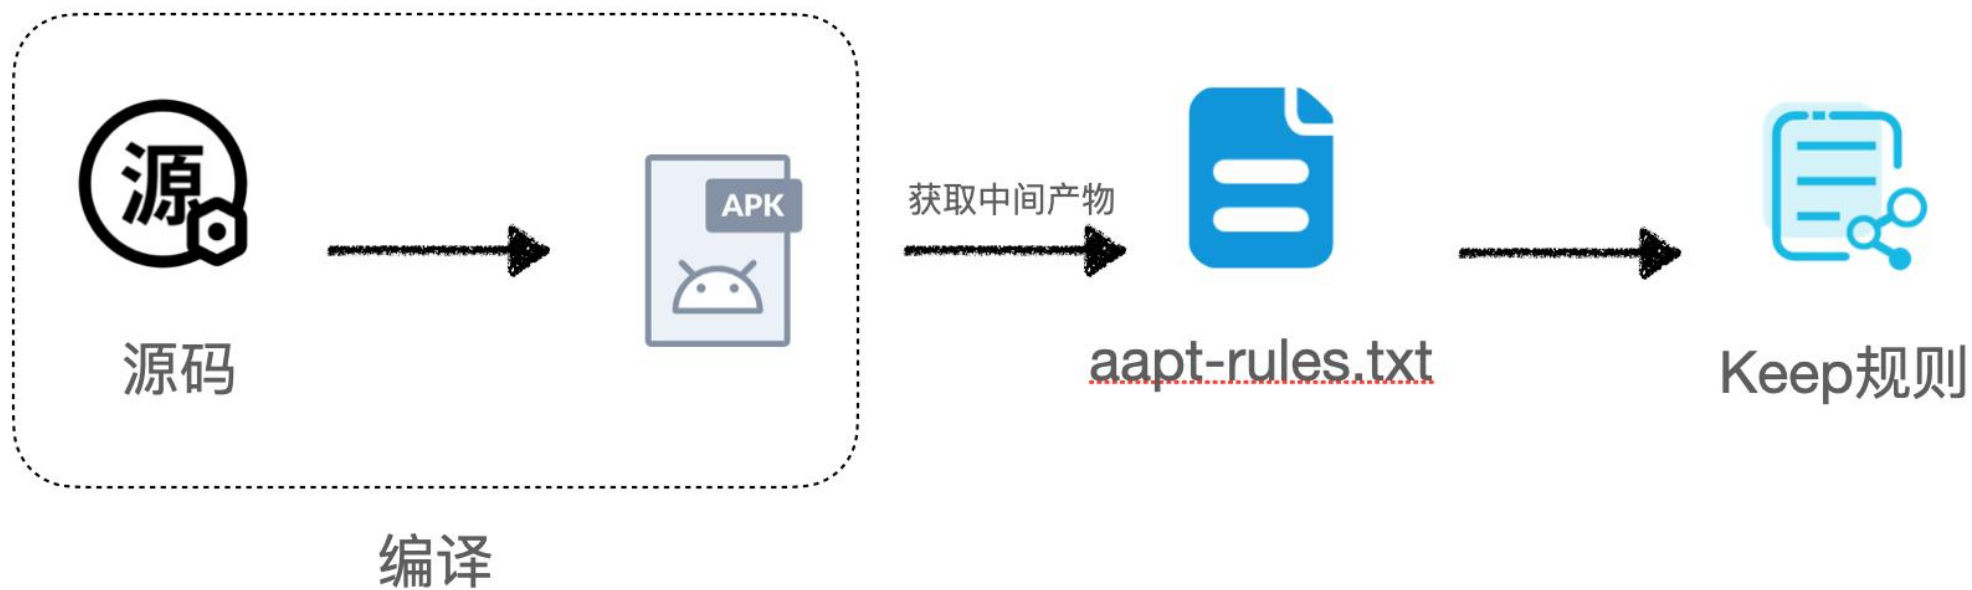 源
源码
APK
编译
获取中间产物
aapt-rules.txt
Keep规则